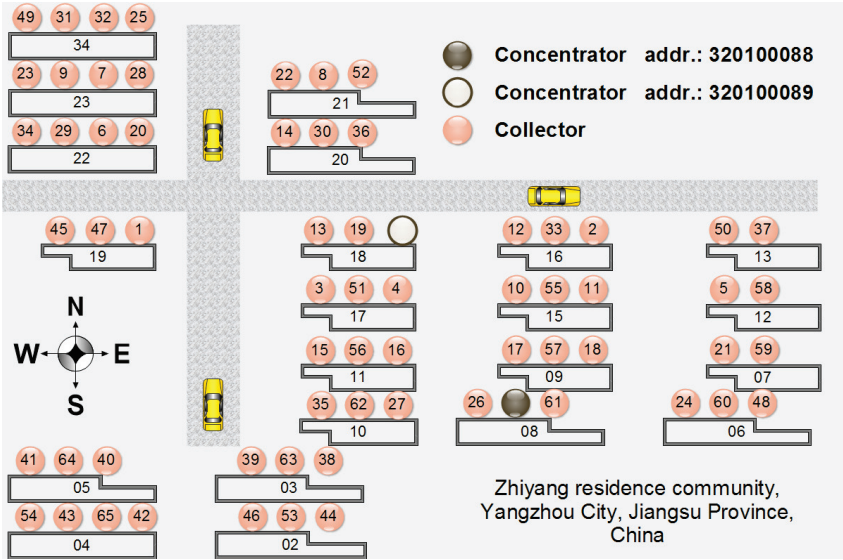 49 31 32 25
34
23 9 7 28
23
34 29 6 20
22
22 8 52
21
14 30 36
20
Concentrator addr.: 320100088
Concentrator addr.: 320100089
Collector
45 47 1
19
13 19
18
12 33 2
16
50 37
13
3 51 4
17
10 55 11
15
5 58
12
N
W E
S
15 56 16
11
17 57 18
09
21 59
07
35 62 27
10
26 61
08
24 60 48
06
41 64 40
05
39 63 38
03
54 43 65 42
04
46 53 44
02
Zhiyang residence community,
Yangzhou City, Jiangsu Province,
China